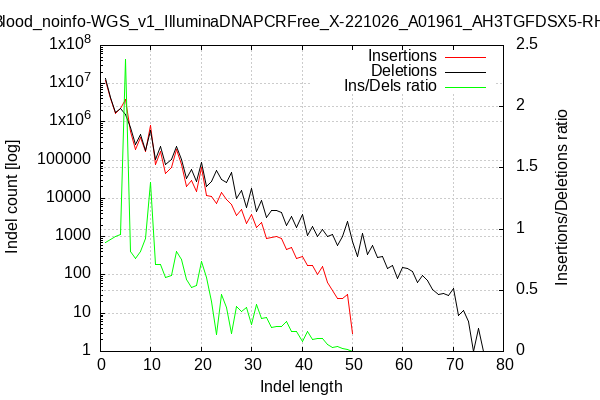 Blood_noinfo-WGS_v1_IlluminaDNAPCRFree_X-221026_A01961_AH3TGFDSX5-RH
Insertions
Deletions
Ins/Dels ratio
1x10^8
1x10^7
1x10^6
100000
10000
1000
100
10
1
2.5
2
1.5
1
0.5
0
0 10 20 30 40 50 60 70 80
Indel count [log]
Insertions/Deletions ratio
Indel length